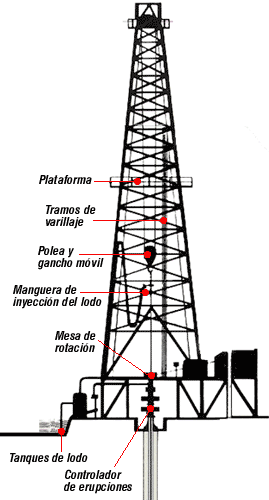 Plataforma
Tramos de
varillaje
Polea y
gancho móvil
Manguera de
inyección del lodo
Mesa de
rotación
Tanques de lodo
Controlador
de erupciones